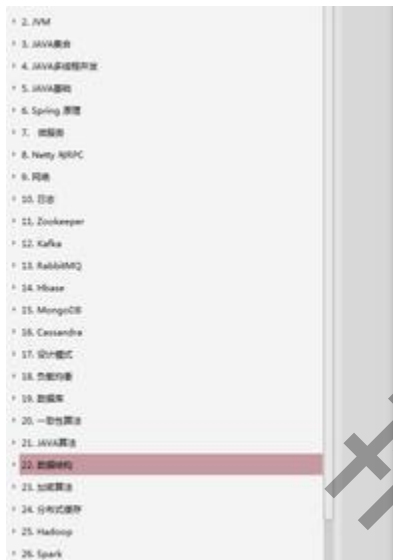 2. JVM
3. JAVA集合
4. JAVA多线程并发
5. JAVA基础
6. Spring 原理
7. 微服务
8. Netty 与RPC
9. 网络
10. 日志
11. Zookeeper
12. Kafka
13. RabbitMQ
14. Hbase
15. MongoDB
16. Cassandra
17. 设计模式
18. 负载均衡
19. 数据库
20. 一致性算法
21. JAVA算法
22. 数据结构
23. 加密算法
24. 分布式缓存
25. Hadoop
26. Spark